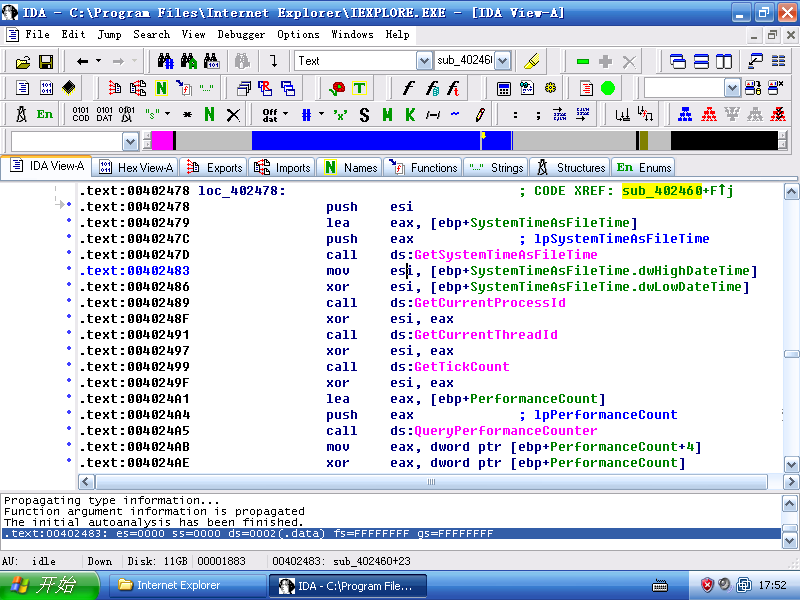 IDA - C:\Program Files\Internet Explorer\IEXPLORE.EXE - [IDA View-A]
File Edit Jump Search View Debugger Options Windows Help
Text sub_40246
En 0101 COD 0101 DAT "s" * N X Off dat # 'x' S M K
IDA View-A Hex View-A Exports Imports N Names Functions Strings Structures En Enums
.text:00402478 loc_402478: ; CODE XREF: sub_402460+F↑j
.text:00402478 push esi
.text:00402479 lea eax, [ebp+SystemTimeAsFileTime]
.text:0040247C push eax ; lpSystemTimeAsFileTime
.text:0040247D call ds:GetSystemTimeAsFileTime
.text:00402483 mov esi, [ebp+SystemTimeAsFileTime.dwHighDateTime]
.text:00402486 xor esi, [ebp+SystemTimeAsFileTime.dwLowDateTime]
.text:00402489 call ds:GetCurrentProcessId
.text:0040248F xor esi, eax
.text:00402491 call ds:GetCurrentThreadId
.text:00402497 xor esi, eax
.text:00402499 call ds:GetTickCount
.text:0040249F xor esi, eax
.text:004024A1 lea eax, [ebp+PerformanceCount]
.text:004024A4 push eax ; lpPerformanceCount
.text:004024A5 call ds:QueryPerformanceCounter
.text:004024AB mov eax, dword ptr [ebp+PerformanceCount+4]
.text:004024AE xor eax, dword ptr [ebp+PerformanceCount]
Propagating type information...
Function argument information is propagated
The initial autoanalysis has been finished.
.text:00402483: es=0000 ss=0000 ds=0002(.data) fs=FFFFFFFF gs=FFFFFFFF
AU: idle Down Disk: 11GB 00001883 00402483: sub_402460+23
开始 Internet Explorer IDA - C:\Program File... 17:52